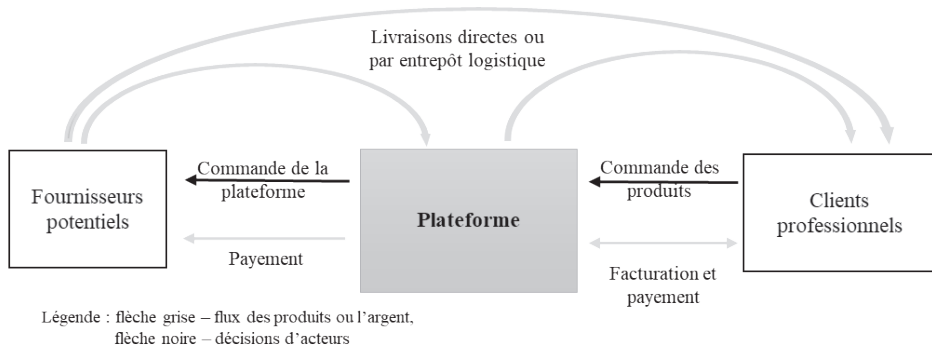 Livraisons directes ou
par entrepôt logistique
Fournisseurs
potentiels
Commande de la
plateforme
Payement
Plateforme
Commande des
produits
Facturation et
payement
Clients
professionnels
Légende : flèche grise – flux des produits ou l’argent,
flèche noire – décisions d’acteurs